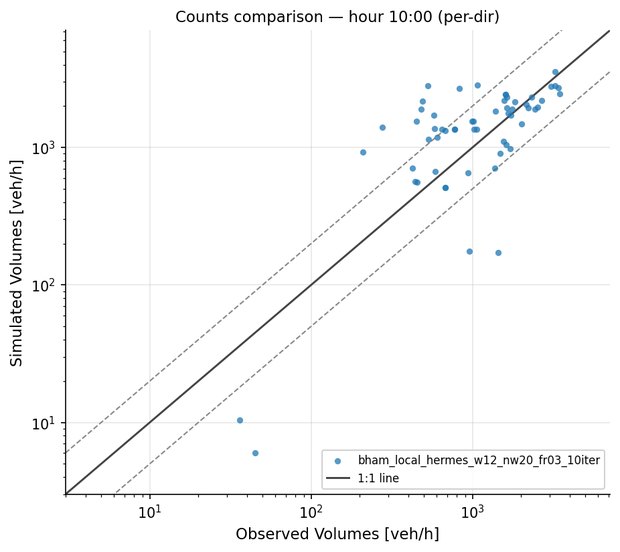 Counts comparison — hour 10:00 (per-dir)
Simulated Volumes [veh/h]
10³
10²
10¹
bham_local_hermes_w12_nw20_fr03_10iter
1:1 line
10¹ 10² 10³
Observed Volumes [veh/h]